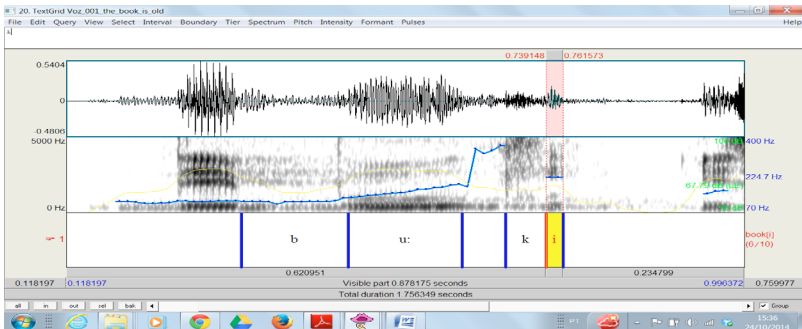 20. TextGrid Voz_001_the_book_is_old
File Edit Query View Select Interval Boundary Tier Spectrum Pitch Intensity Formant Pulses Help
i
0.739148 0.761573
0.5404
0
-0.4806
5000 Hz 400 Hz
224.7 Hz
0 Hz 70 Hz
1 b u: k i book[i]
(6/10)
0.620951 0.234799
0.118197 0.118197 Visible part 0.878175 seconds 0.996372 0.759977
Total duration 1.756349 seconds
all in out sel bak Group
PT 15:36
24/10/2014